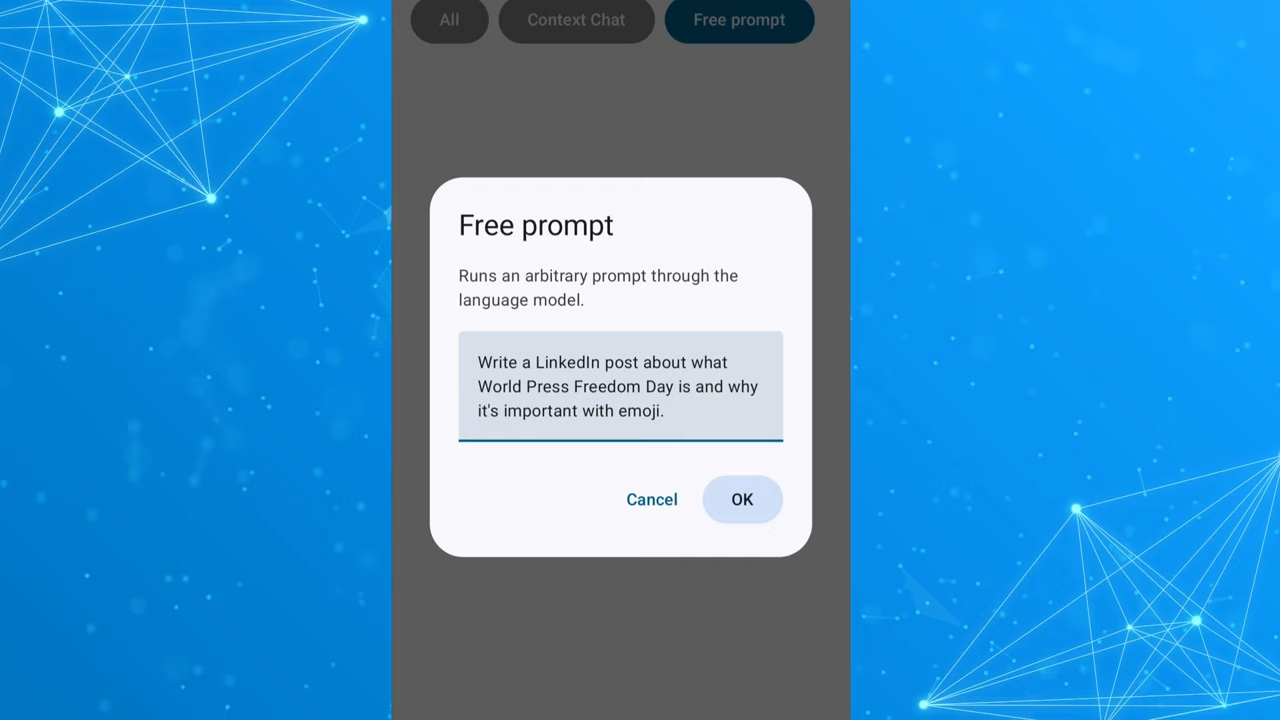 All
Context Chat
Free prompt
Free prompt
Runs an arbitrary prompt through the
language model.
Write a LinkedIn post about what
World Press Freedom Day is and why
it's important with emoji.
Cancel
OK